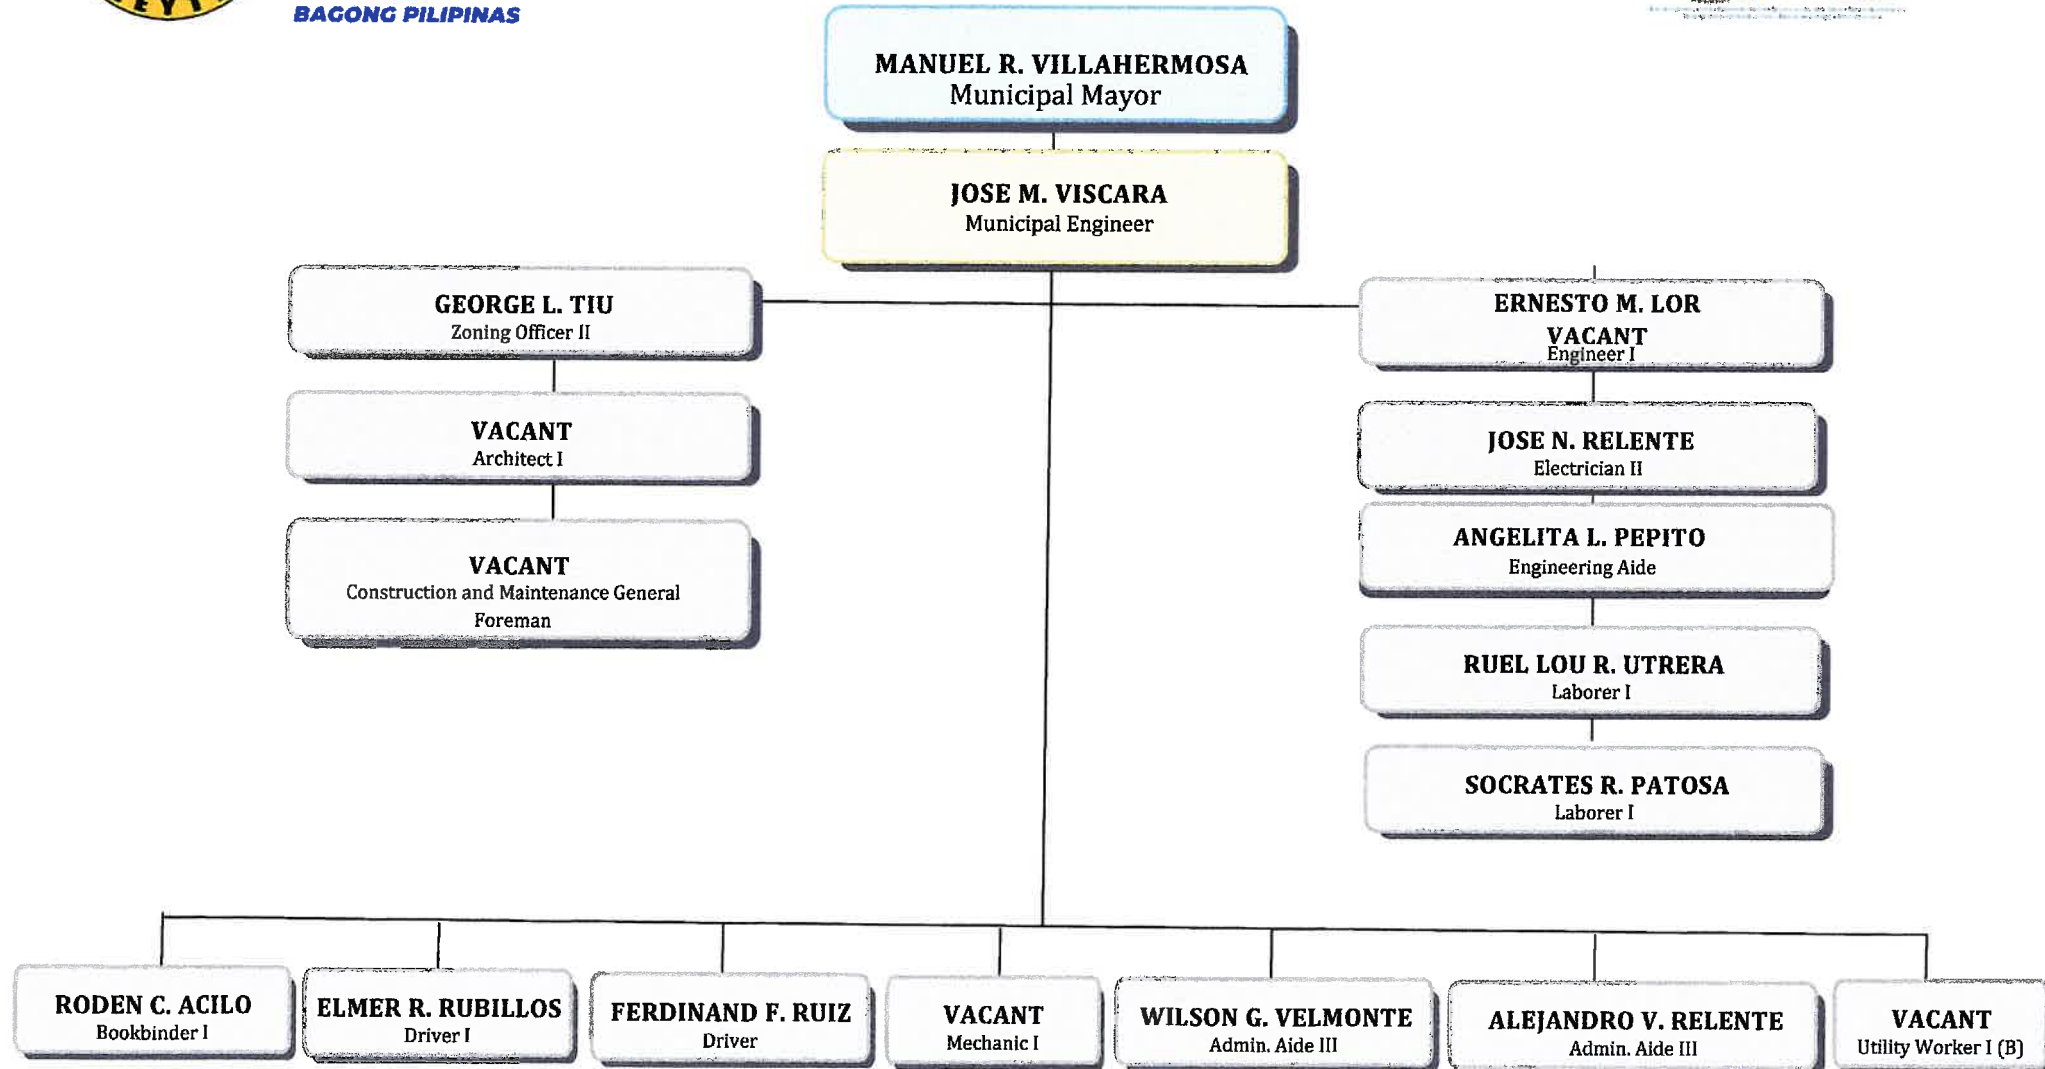 BAGONG PILIPINAS
MANUEL R. VILLAHERMOSA
Municipal Mayor
JOSE M. VISCARA
Municipal Engineer
GEORGE L. TIU
Zoning Officer II
ERNESTO M. LOR
VACANT
Engineer I
VACANT
Architect I
JOSE N. RELENTE
Electrician II
VACANT
Construction and Maintenance General
Foreman
ANGELITA L. PEPITO
Engineering Aide
RUEL LOU R. UTRERA
Laborer I
SOCRATES R. PATOSA
Laborer I
RODEN C. ACILO
Bookbinder I
ELMER R. RUBILLOS
Driver I
FERDINAND F. RUIZ
Driver
VACANT
Mechanic I
WILSON G. VELMONTE
Admin. Aide III
ALEJANDRO V. RELENTE
Admin. Aide III
VACANT
Utility Worker I (B)